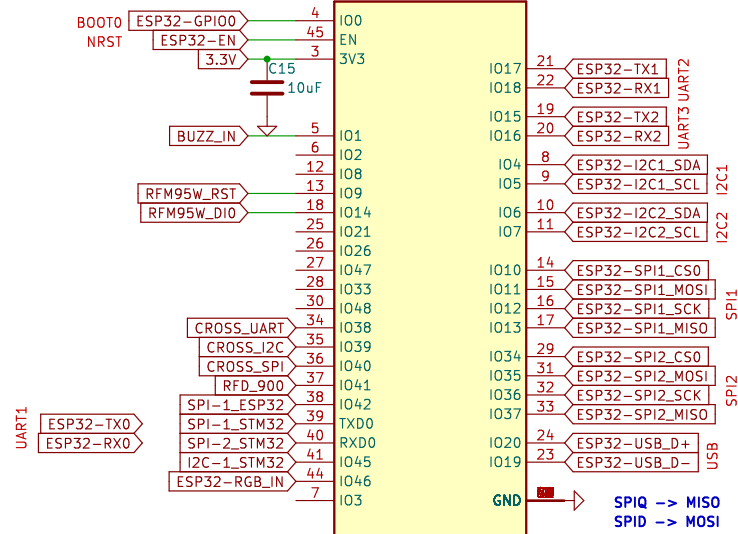 BOOT0 ESP32-GPIO0 4 IO0
NRST ESP32-EN 45 EN
3.3V 3 3V3
C15
10uF
BUZZ_IN 5 IO1
6 IO2
12 IO8
RFM95W_RST 13 IO9
RFM95W_DI0 18 IO14
25 IO21
26 IO26
27 IO47
28 IO33
30 IO48
CROSS_UART 34 IO38
CROSS_I2C 35 IO39
CROSS_SPI 36 IO40
RFD_900 37 IO41
SPI-1_ESP32 38 IO42
UART1
ESP32-TX0 SPI-1_STM32 39 TXD0
ESP32-RX0 SPI-2_STM32 40 RXD0
I2C-1_STM32 41 IO45
ESP32-RGB_IN 44 IO46
7 IO3
IO17 21 ESP32-TX1
IO18 22 ESP32-RX1
UART2
IO15 19 ESP32-TX2
IO16 20 ESP32-RX2
UART3
IO4 8 ESP32-I2C1_SDA
IO5 9 ESP32-I2C1_SCL
I2C1
IO6 10 ESP32-I2C2_SDA
IO7 11 ESP32-I2C2_SCL
I2C2
IO10 14 ESP32-SPI1_CS0
IO11 15 ESP32-SPI1_MOSI
IO12 16 ESP32-SPI1_SCK
IO13 17 ESP32-SPI1_MISO
SPI1
IO34 29 ESP32-SPI2_CS0
IO35 31 ESP32-SPI2_MOSI
IO36 32 ESP32-SPI2_SCK
IO37 33 ESP32-SPI2_MISO
SPI2
IO20 24 ESP32-USB_D+
IO19 23 ESP32-USB_D-
USB
GND
SPIQ -> MISO
SPID -> MOSI